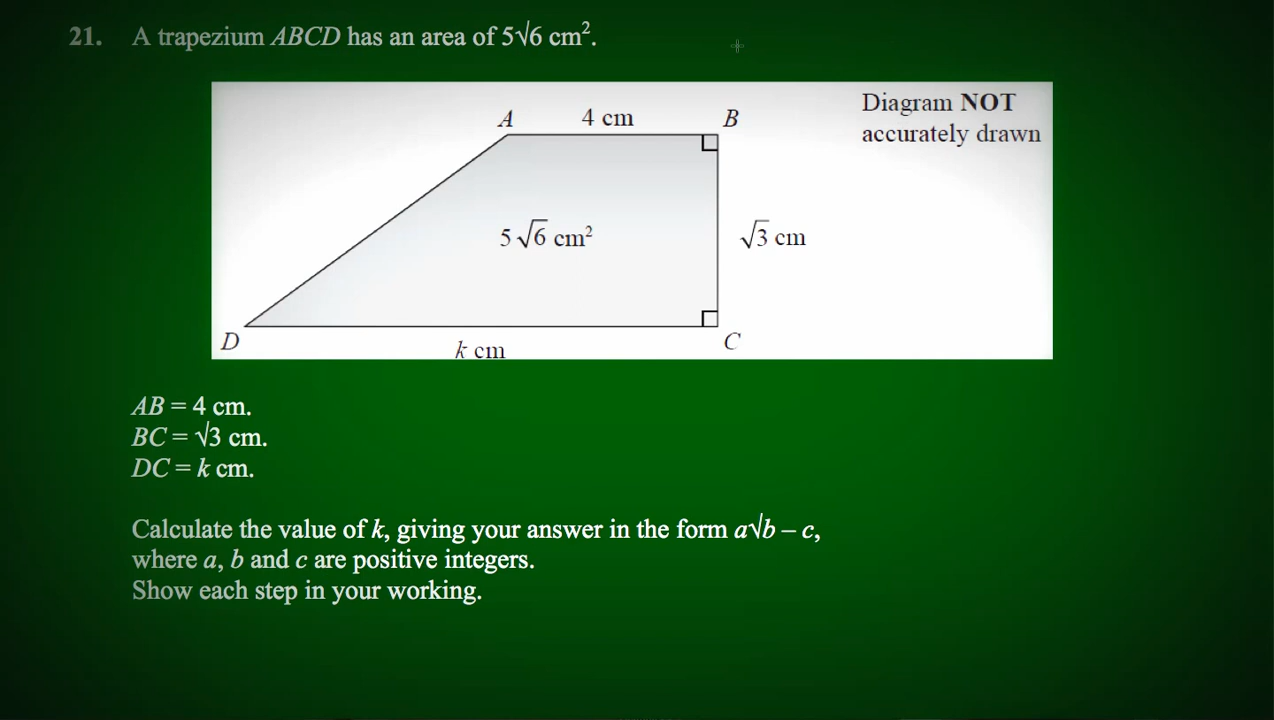 21. A trapezium ABCD has an area of 5√6 cm².
Diagram NOT
accurately drawn
A 4 cm B
5√6 cm² √3 cm
D C
k cm
AB = 4 cm.
BC = √3 cm.
DC = k cm.
Calculate the value of k, giving your answer in the form a√b – c,
where a, b and c are positive integers.
Show each step in your working.